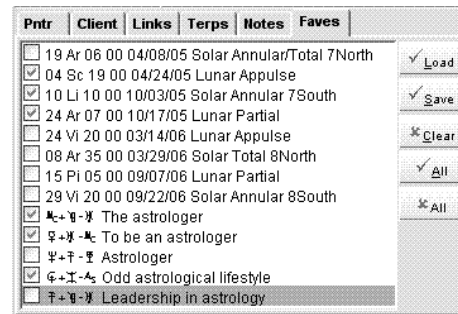 Pntr Client Links Terps Notes Faves
19 Ar 06 00 04/08/05 Solar Annular/Total 7North
04 Sc 19 00 04/24/05 Lunar Appulse
10 Li 10 00 10/03/05 Solar Annular 7South
24 Ar 07 00 10/17/05 Lunar Partial
24 Vi 20 00 03/14/06 Lunar Appulse
08 Ar 35 00 03/29/06 Solar Total 8North
15 Pi 05 00 09/07/06 Lunar Partial
29 Vi 20 00 09/22/06 Solar Annular 8South
The astrologer
To be an astrologer
Astrologer
Odd astrological lifestyle
Leadership in astrology
Load
Save
Clear
All
All